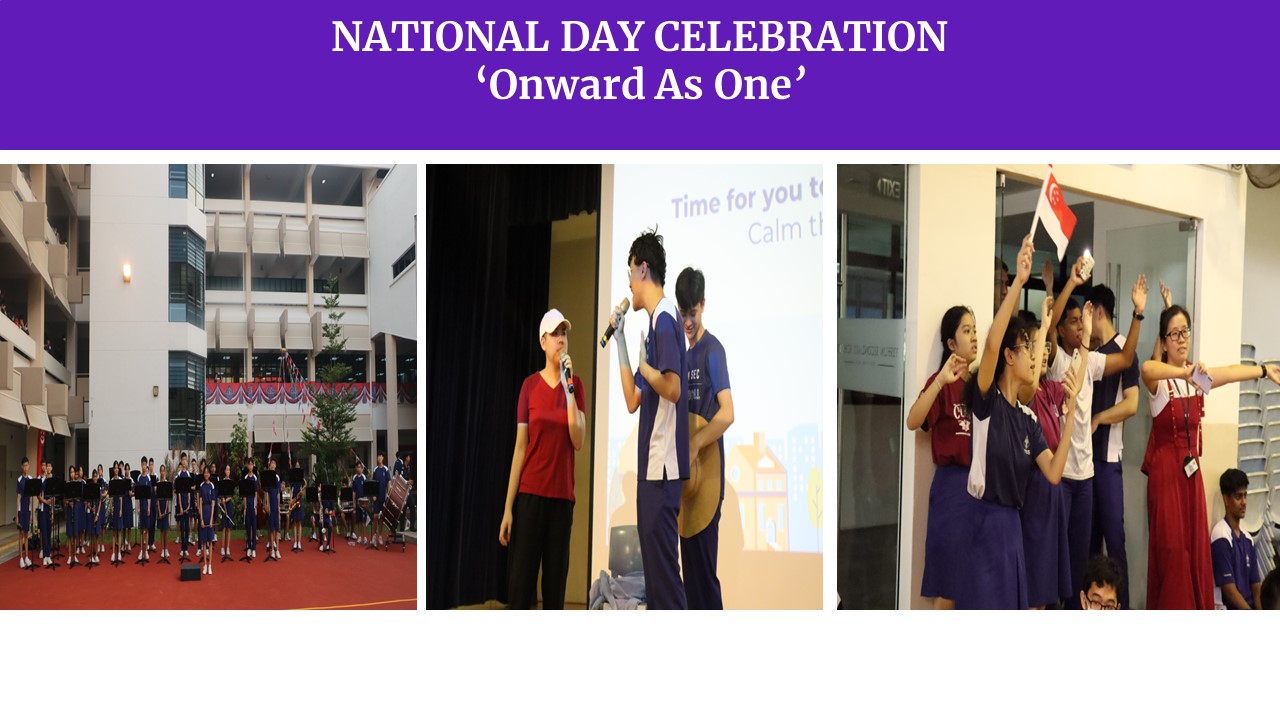 NATIONAL DAY CELEBRATION
‘Onward As One’
Time for you to
Calm th